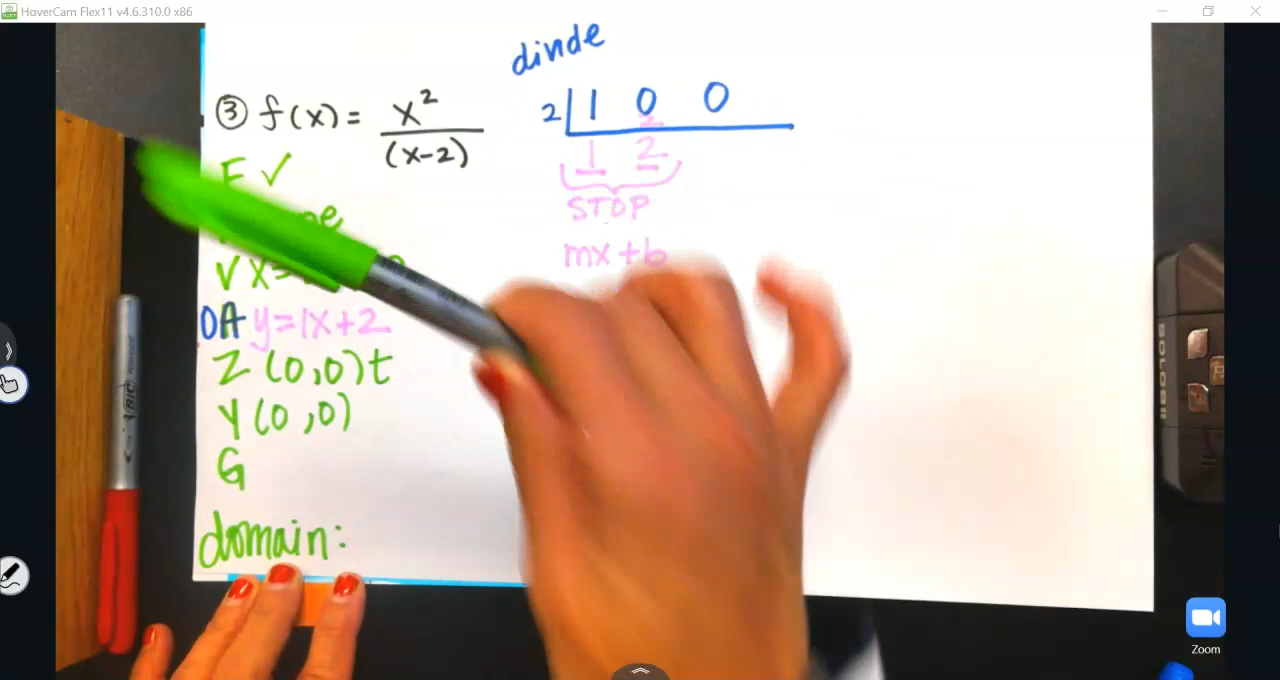 HoverCam Flex11 v4.6.310.0 x86
divide
③ f(x) = x²
(x-2)
2 1 0 0
2
1 2
STOP
mx + b
F ✓
V x=
OA y=1x+2
Z (0,0) t
Y (0,0)
G
domain:
BIC
Zoom